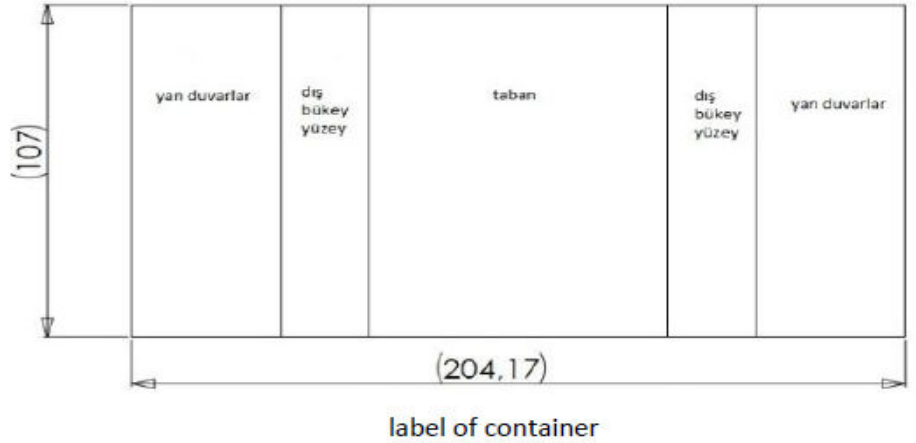 yan duvarlar
dış
bükey
yüzey
taban
dış
bükey
yüzey
yan duvarlar
(107)
(204,17)
label of container